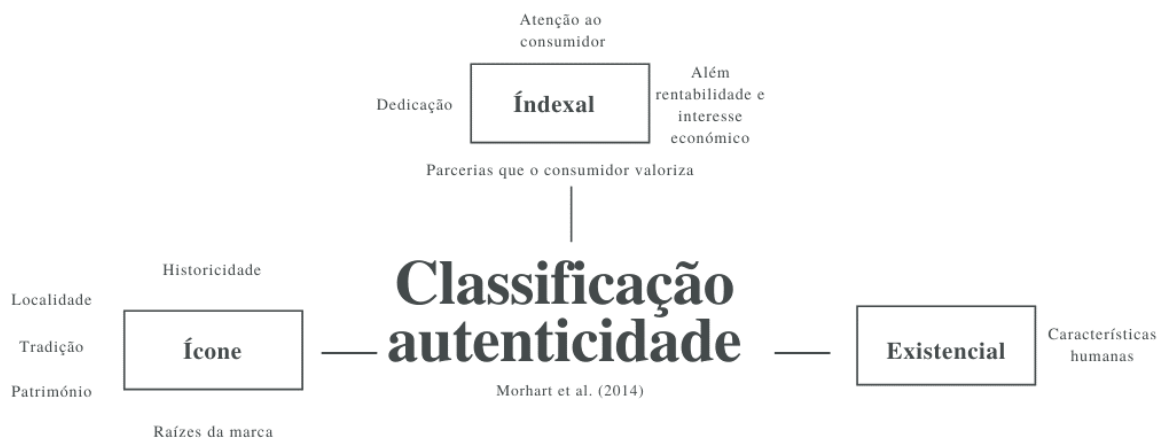 Atenção ao
consumidor
Dedicação
Índexal
Além
rentabilidade e
interesse
económico
Parcerias que o consumidor valoriza
Classificação
autenticidade
Morhart et al. (2014)
Historicidade
Localidade
Tradição
Património
Ícone
Raízes da marca
Existencial
Características
humanas